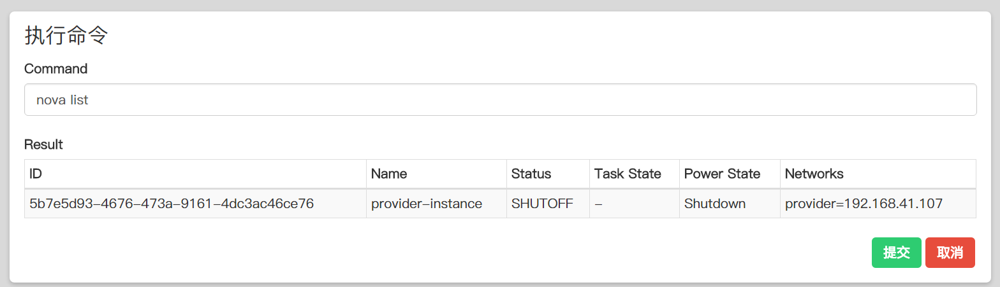 执行命令
Command
nova list
Result
ID Name Status Task State Power State Networks
5b7e5d93-4676-473a-9161-4dc3ac46ce76 provider-instance SHUTOFF - Shutdown provider=192.168.41.107
提交 取消